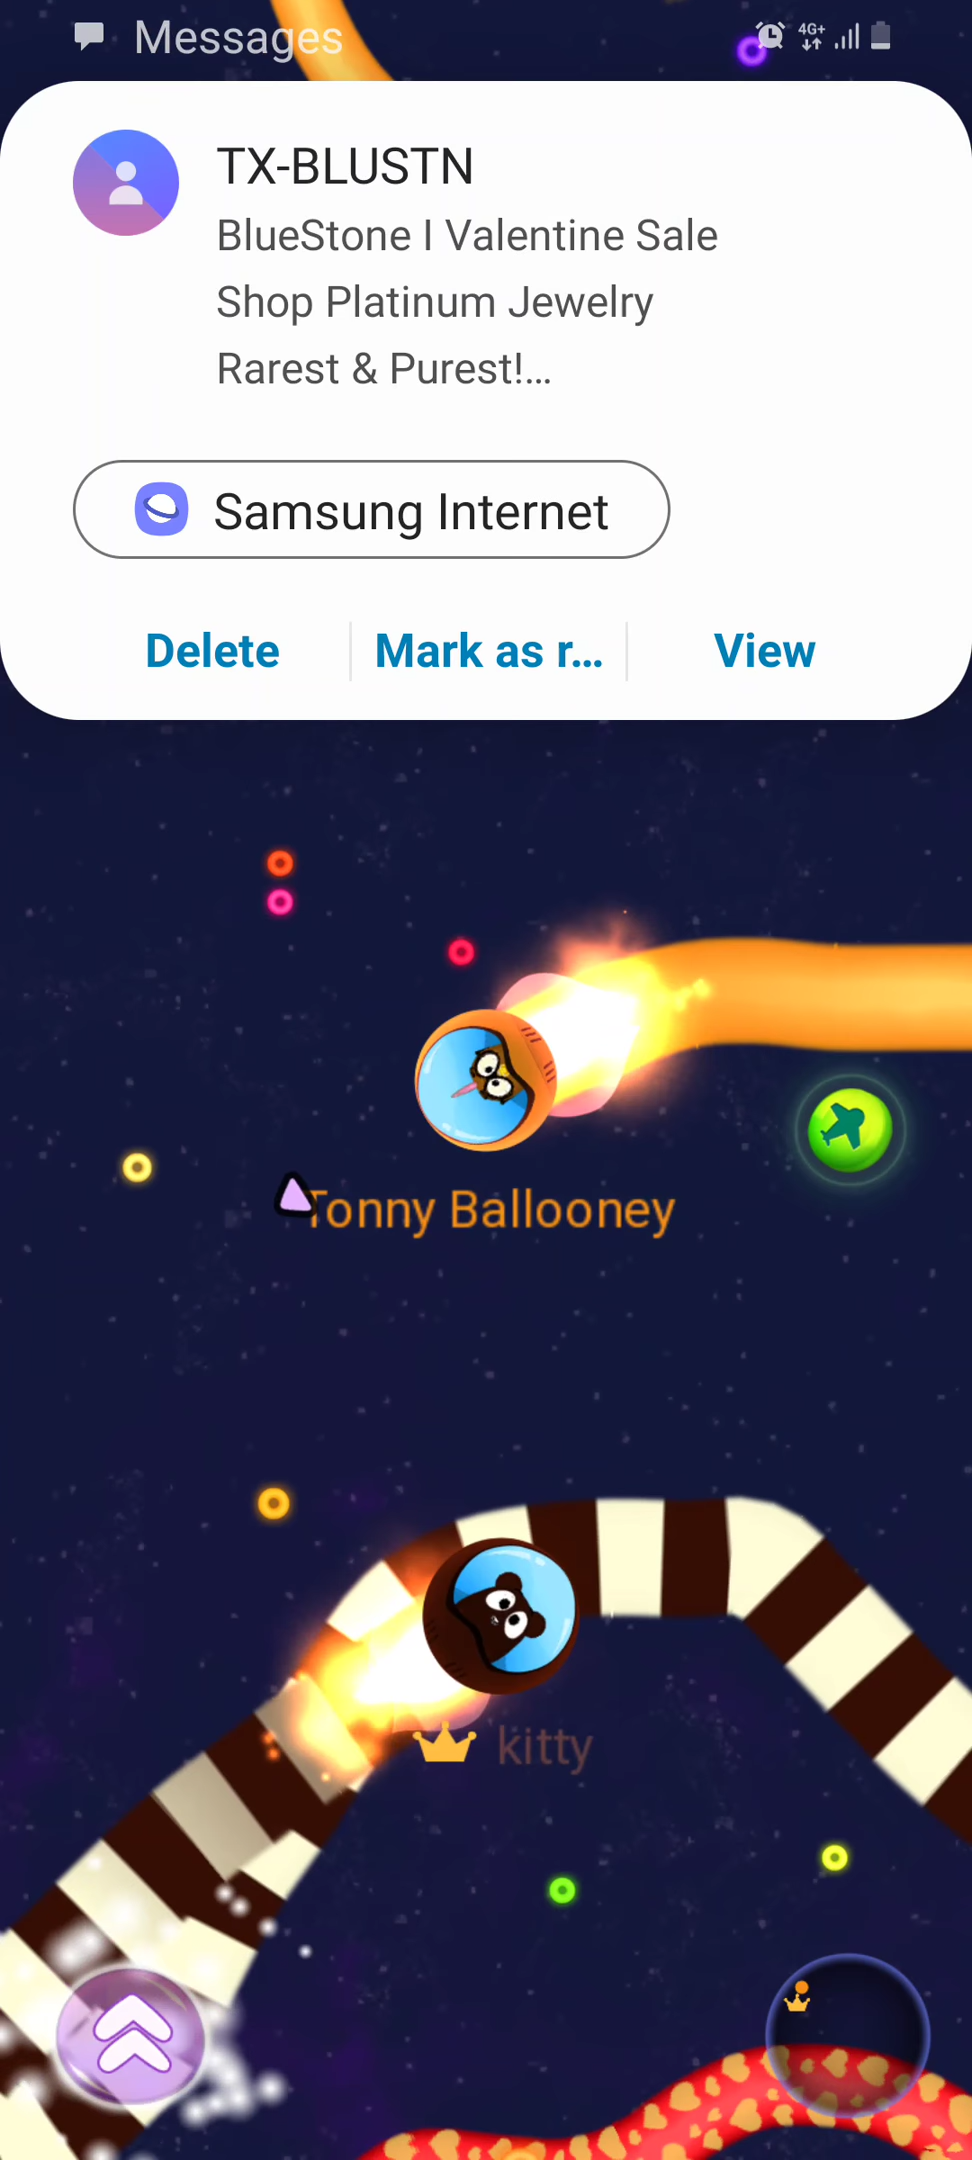 Messages
4G+
TX-BLUSTN
BlueStone I Valentine Sale
Shop Platinum Jewelry
Rarest & Purest!...
Samsung Internet
Delete
Mark as r...
View
Tonny Ballooney
kitty